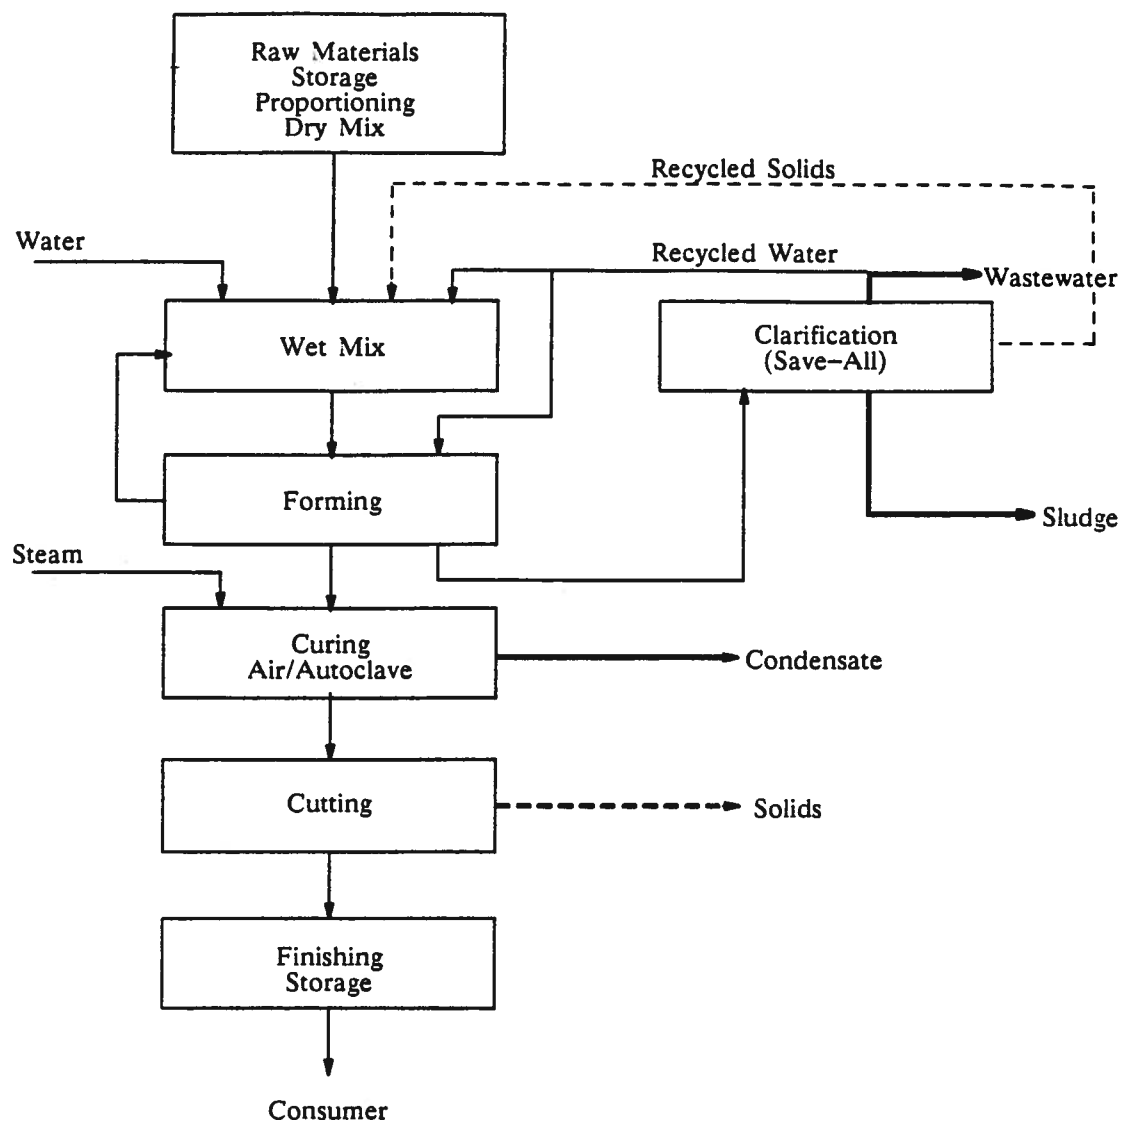 Raw Materials
Storage
Proportioning
Dry Mix
Recycled Solids
Water
Recycled Water
Wastewater
Wet Mix
Clarification
(Save-All)
Forming
Sludge
Steam
Curing
Air/Autoclave
Condensate
Cutting
Solids
Finishing
Storage
Consumer